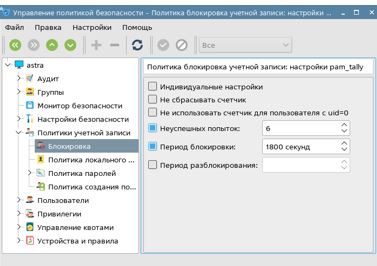 Управление политикой безопасности – Политика блокировка учетной записи: настройки ...
Файл Правка Настройки Помощь
Все
astra
Аудит
Группы
Монитор безопасности
Настройки безопасности
Политики учетной записи
Блокировка
Политика локального ...
Политика паролей
Политика создания по...
Пользователи
Привилегии
Управление квотами
Устройства и правила
Политика блокировка учетной записи: настройки pam_tally
Индивидуальные настройки
Не сбрасывать счетчик
Не использовать счетчик для пользователя с uid=0
Неуспешных попыток: 6
Период блокировки: 1800 секунд
Период разблокирования: